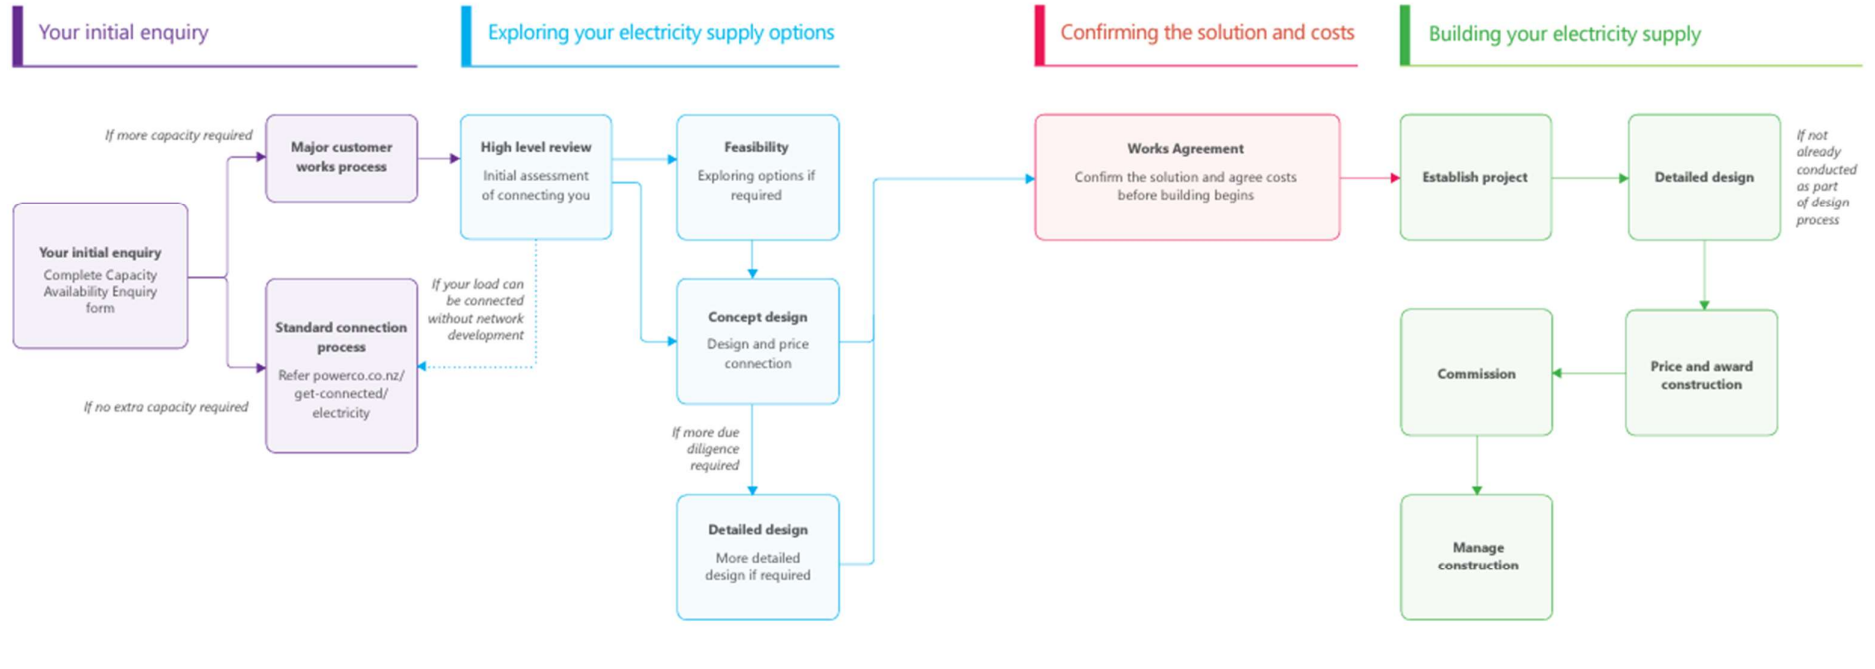 Your initial enquiry
Exploring your electricity supply options
Confirming the solution and costs
Building your electricity supply
If more capacity required
Major customer
works process
Your initial enquiry
Complete Capacity
Availability Enquiry
form
Standard connection
process
Refer powerco.co.nz/
get-connected/
electricity
If no extra capacity required
High level review
Initial assessment
of connecting you
If your load can
be connected
without network
development
Feasibility
Exploring options if
required
Concept design
Design and price
connection
If more due
diligence
required
Detailed design
More detailed
design if required
Works Agreement
Confirm the solution and agree costs
before building begins
Establish project
Detailed design
If not
already
conducted
as part
of design
process
Price and award
construction
Commission
Manage
construction